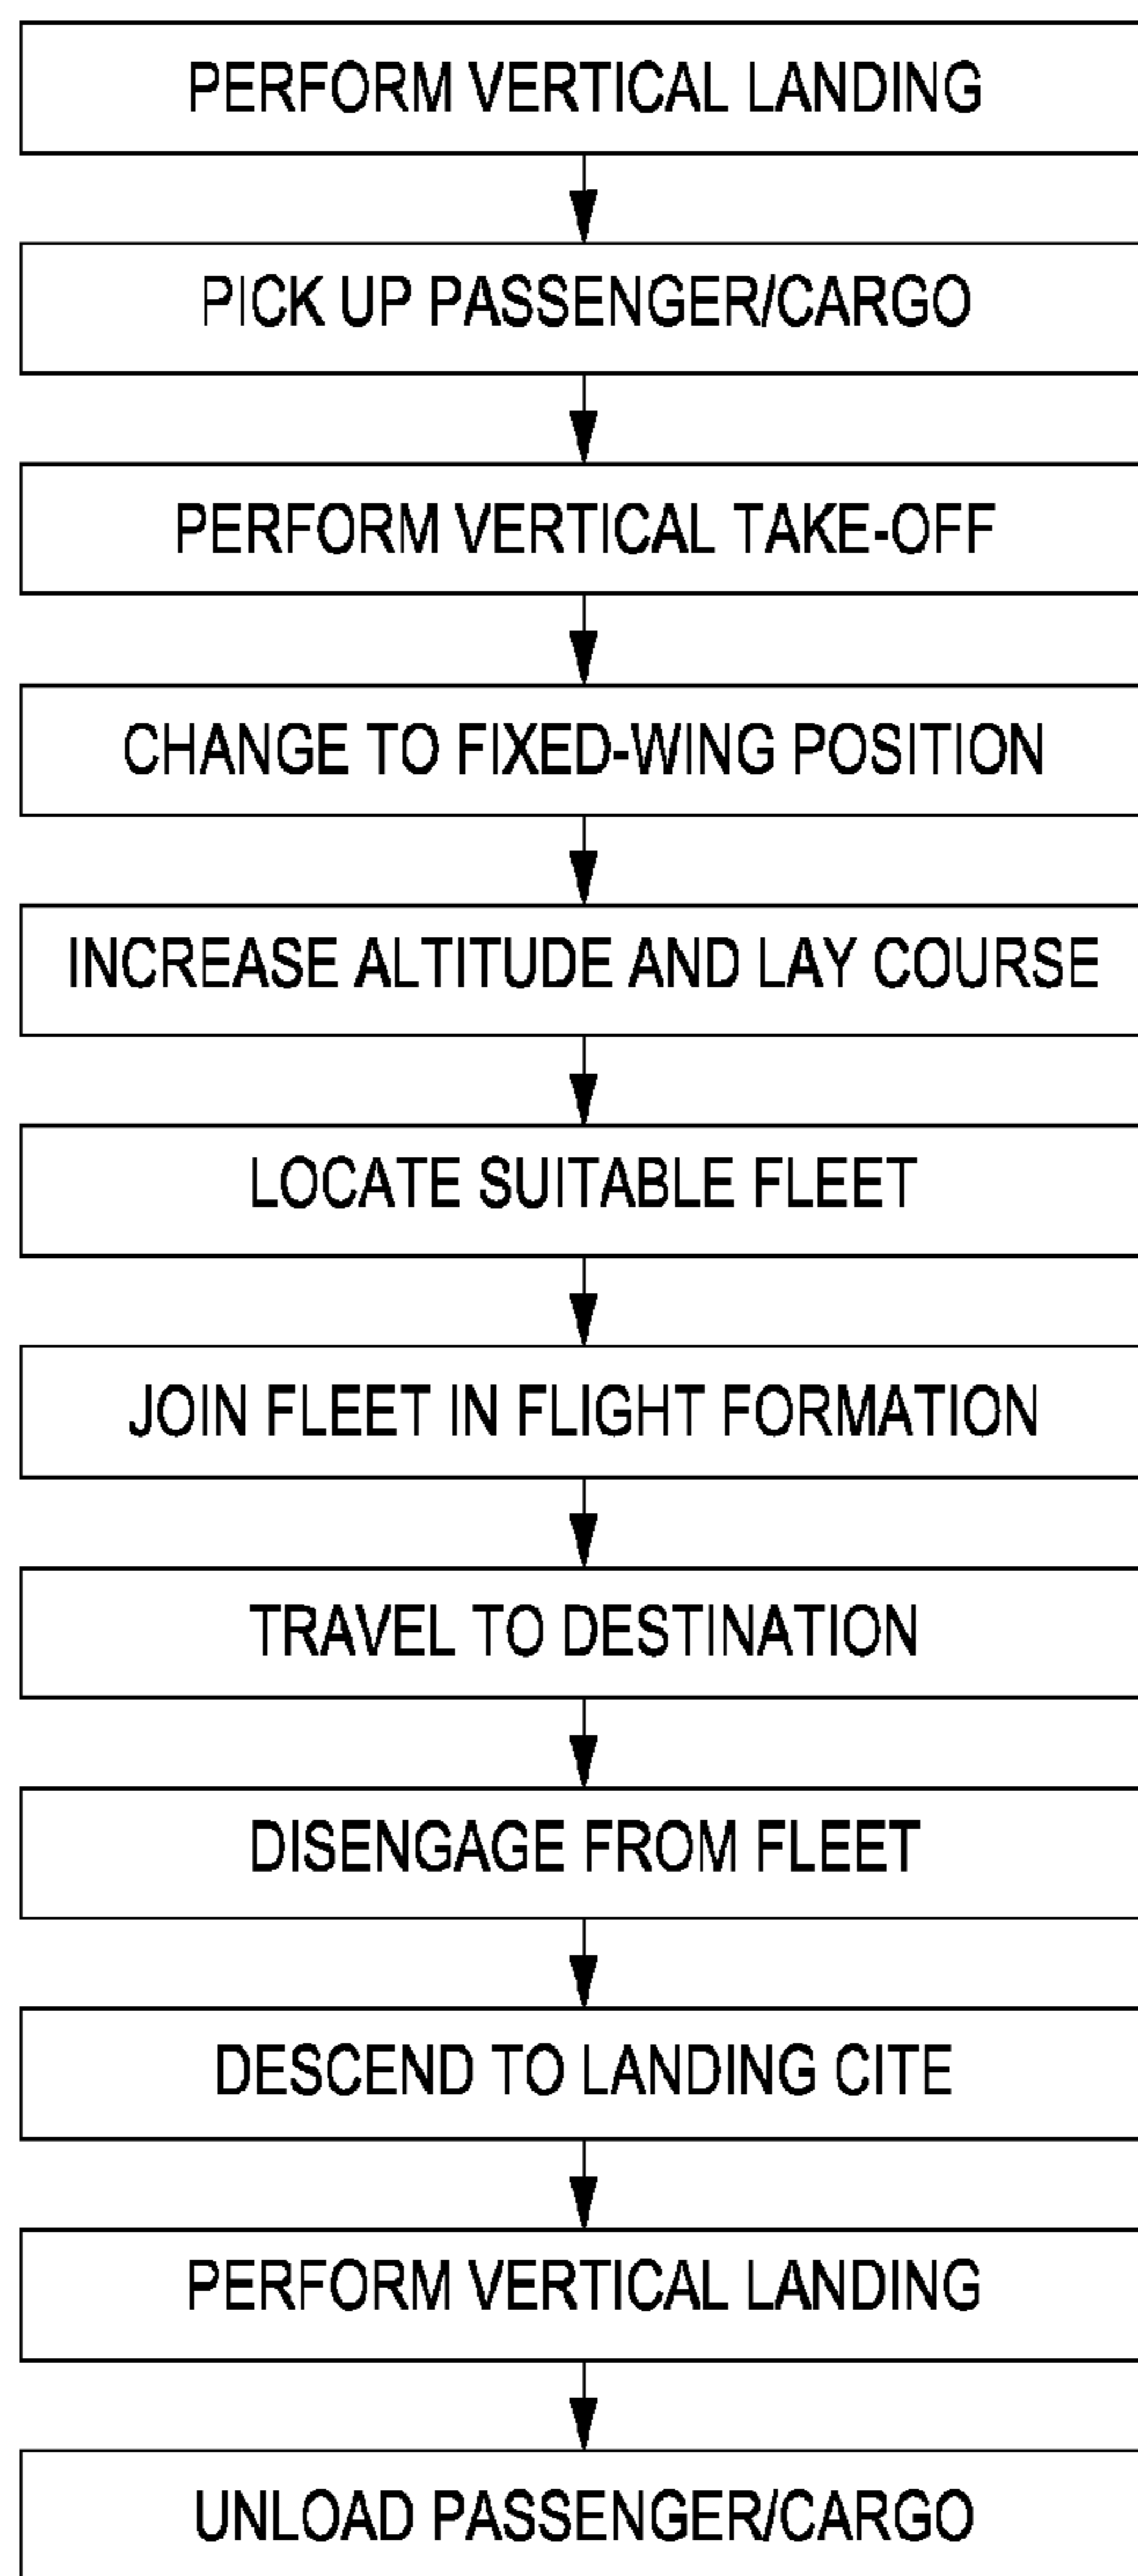 PERFORM VERTICAL LANDING
PICK UP PASSENGER/CARGO
PERFORM VERTICAL TAKE-OFF
CHANGE TO FIXED-WING POSITION
INCREASE ALTITUDE AND LAY COURSE
LOCATE SUITABLE FLEET
JOIN FLEET IN FLIGHT FORMATION
TRAVEL TO DESTINATION
DISENGAGE FROM FLEET
DESCEND TO LANDING CITE
PERFORM VERTICAL LANDING
UNLOAD PASSENGER/CARGO